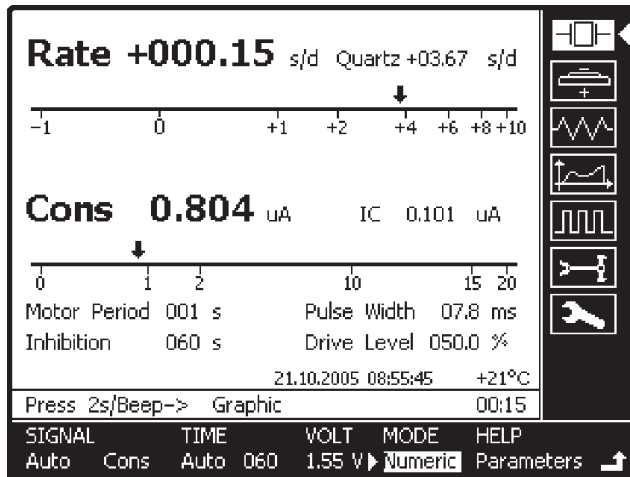 Rate +000.15 s/d Quartz +03.67 s/d
-1 0 +1 +2 +4 +6 +8 +10
Cons 0.804 uA IC 0.101 uA
0 1 2 10 15 20
Motor Period 001 s Pulse Width 07.8 ms
Inhibition 060 s Drive Level 050.0 %
21.10.2005 08:55:45 +21°C
Press 2s/Beep-> Graphic 00:15
SIGNAL TIME VOLT MODE HELP
Auto Cons Auto 060 1.55 V Numeric Parameters